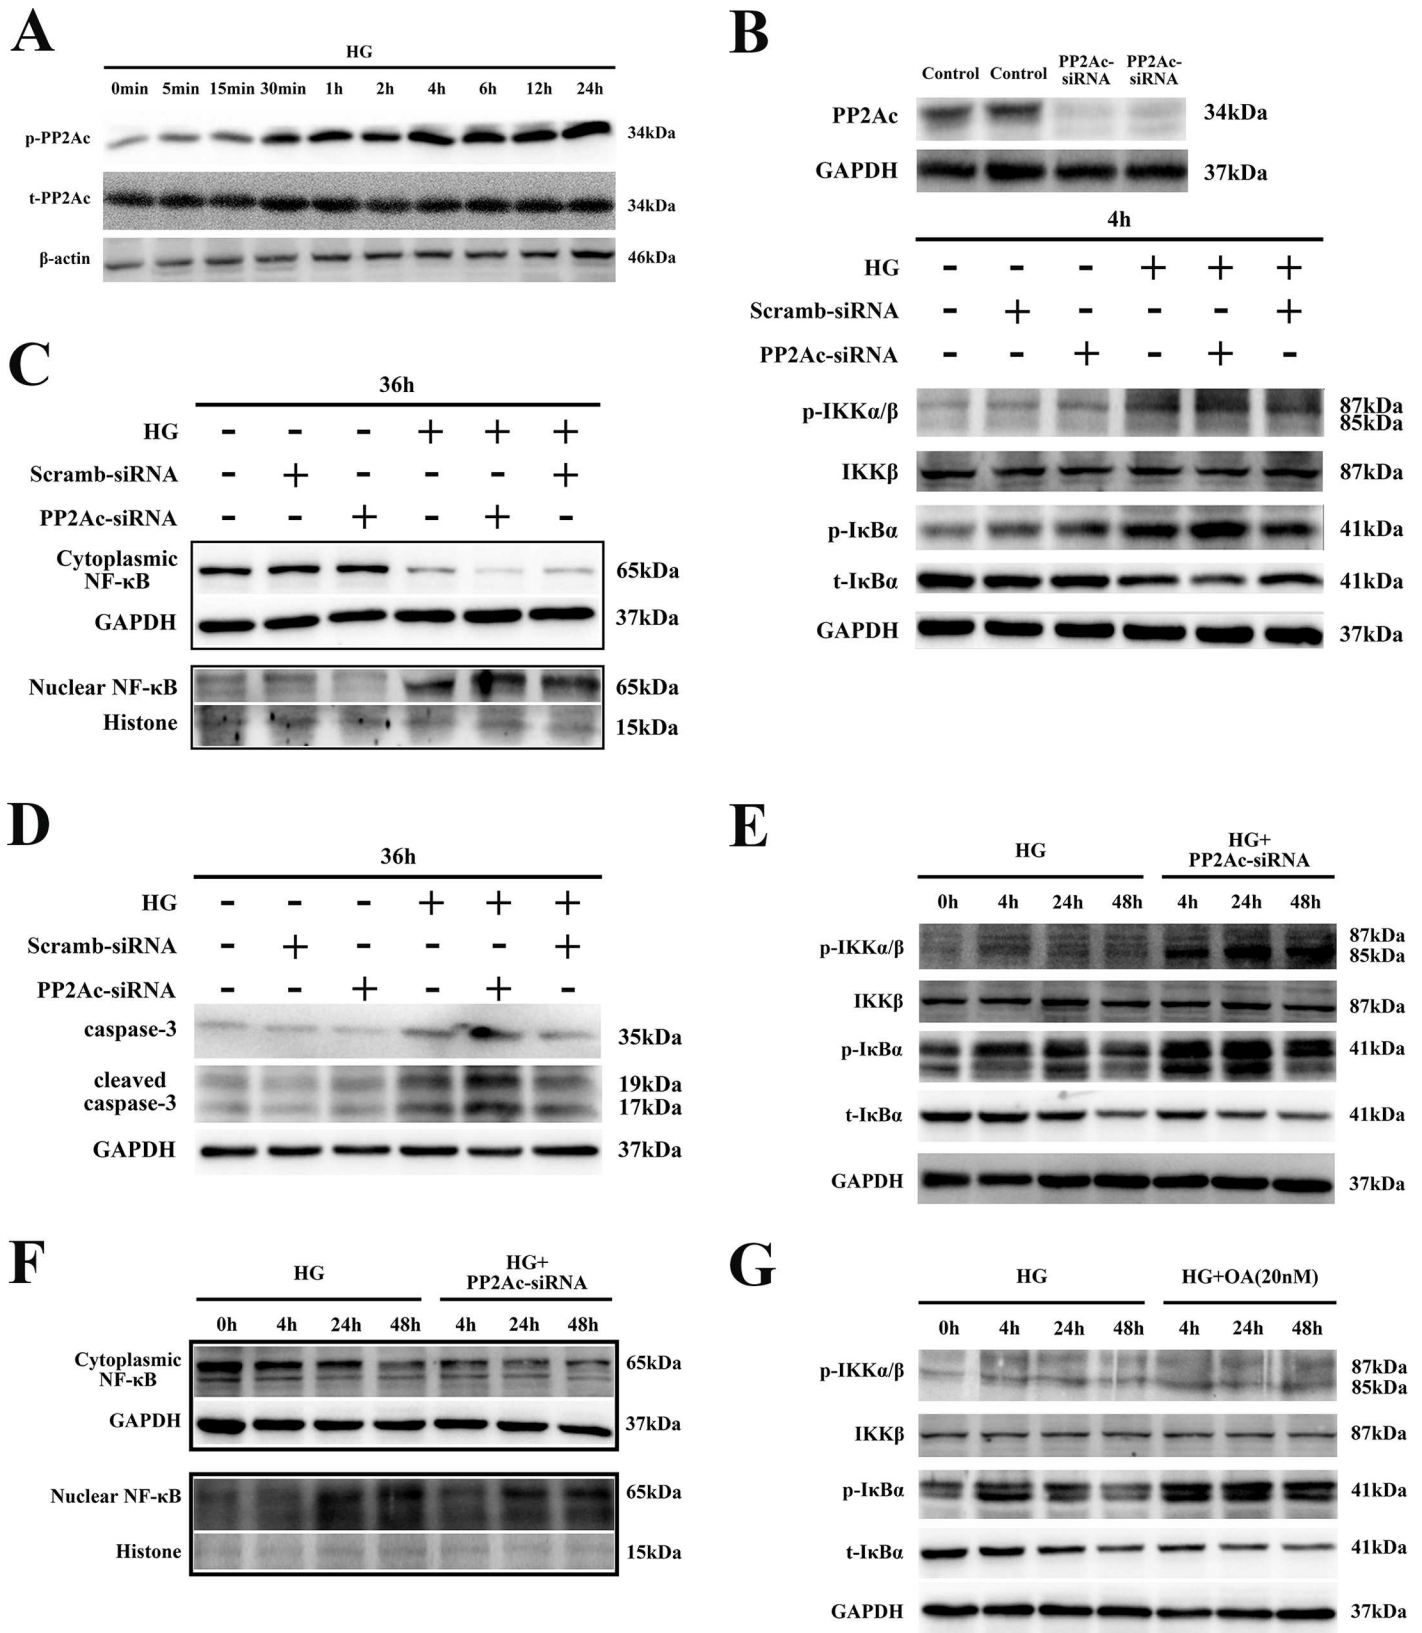 A
HG
0min 5min 15min 30min 1h 2h 4h 6h 12h 24h
p-PP2Ac 34kDa
t-PP2Ac 34kDa
β-actin 46kDa
B
Control Control PP2Ac- PP2Ac-
siRNA siRNA
PP2Ac 34kDa
GAPDH 37kDa
4h
HG - - - + + +
Scramb-siRNA - + - - - +
PP2Ac-siRNA - - + - + -
p-IKKα/β 87kDa
85kDa
IKKβ 87kDa
p-IκBα 41kDa
t-IκBα 41kDa
GAPDH 37kDa
C
36h
HG - - - + + +
Scramb-siRNA - + - - - +
PP2Ac-siRNA - - + - + -
Cytoplasmic
NF-κB 65kDa
GAPDH 37kDa
Nuclear NF-κB 65kDa
Histone 15kDa
D
36h
HG - - - + + +
Scramb-siRNA - + - - - +
PP2Ac-siRNA - - + - + -
caspase-3 35kDa
cleaved 19kDa
caspase-3 17kDa
GAPDH 37kDa
E
HG HG+
PP2Ac-siRNA
0h 4h 24h 48h 4h 24h 48h
p-IKKα/β 87kDa
85kDa
IKKβ 87kDa
p-IκBα 41kDa
t-IκBα 41kDa
GAPDH 37kDa
F
HG HG+
PP2Ac-siRNA
0h 4h 24h 48h 4h 24h 48h
Cytoplasmic 65kDa
NF-κB
GAPDH 37kDa
Nuclear NF-κB 65kDa
Histone 15kDa
G
HG HG+OA(20nM)
0h 4h 24h 48h 4h 24h 48h
p-IKKα/β 87kDa
85kDa
IKKβ 87kDa
p-IκBα 41kDa
t-IκBα 41kDa
GAPDH 37kDa